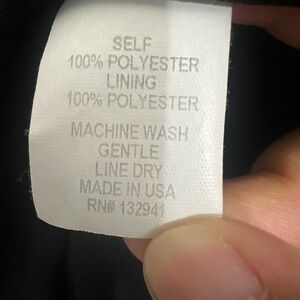 SELF
100% POLYESTER
LINING
100% POLYESTER
MACHINE WASH
GENTLE
LINE DRY
MADE IN USA
RN# 132941